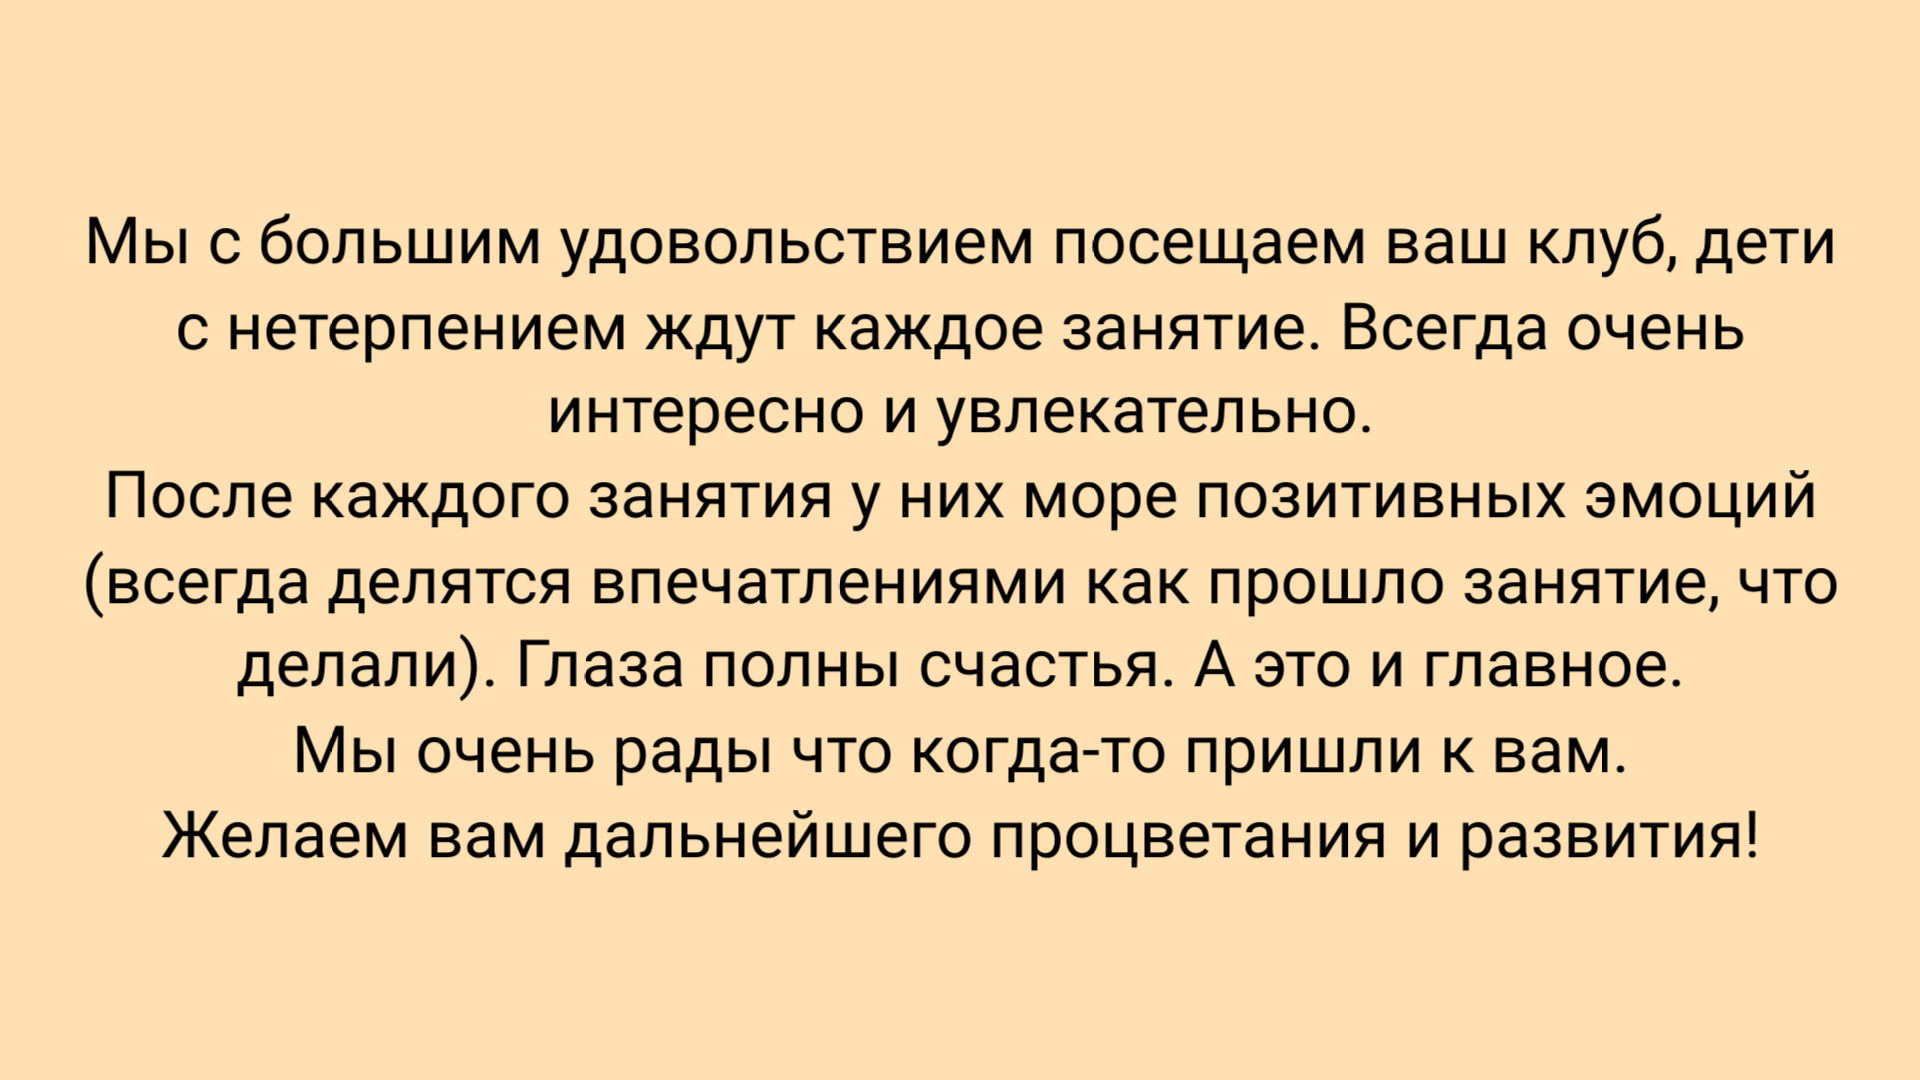 Мы с большим удовольствием посещаем ваш клуб, дети
с нетерпением ждут каждое занятие. Всегда очень
интересно и увлекательно.
После каждого занятия у них море позитивных эмоций
(всегда делятся впечатлениями как прошло занятие, что
делали). Глаза полны счастья. А это и главное.
Мы очень рады что когда-то пришли к вам.
Желаем вам дальнейшего процветания и развития!